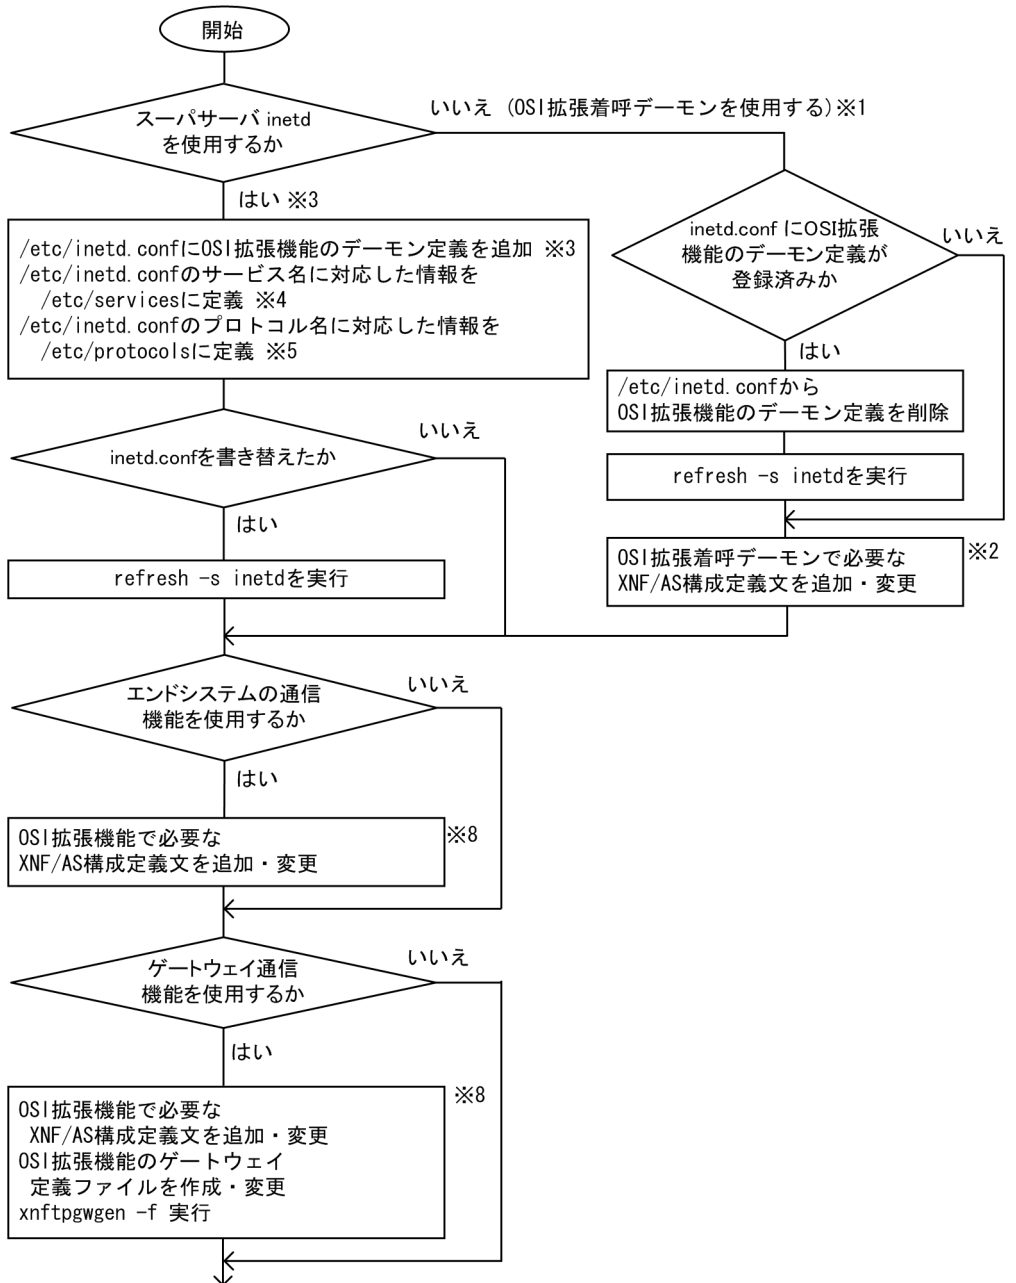 開始
スーパサーバ inetd
を使用するか
いいえ (OSI拡張着呼デーモンを使用する)※1
はい ※3
/etc/inetd.confにOSI拡張機能のデーモン定義を追加 ※3
/etc/inetd.confのサービス名に対応した情報を
/etc/servicesに定義 ※4
/etc/inetd.confのプロトコル名に対応した情報を
/etc/protocolsに定義 ※5
inetd.conf にOSI拡張
機能のデーモン定義が
登録済みか
いいえ
はい
/etc/inetd.confから
OSI拡張機能のデーモン定義を削除
refresh -s inetdを実行
OSI拡張着呼デーモンで必要な
XNF/AS構成定義文を追加・変更
※2
inetd.confを書き替えたか
いいえ
はい
refresh -s inetdを実行
エンドシステムの通信
機能を使用するか
いいえ
はい
OSI拡張機能で必要な
XNF/AS構成定義文を追加・変更
※8
ゲートウェイ通信
機能を使用するか
いいえ
はい
OSI拡張機能で必要な
XNF/AS構成定義文を追加・変更
OSI拡張機能のゲートウェイ
定義ファイルを作成・変更
xnftpgwgen -f 実行
※8